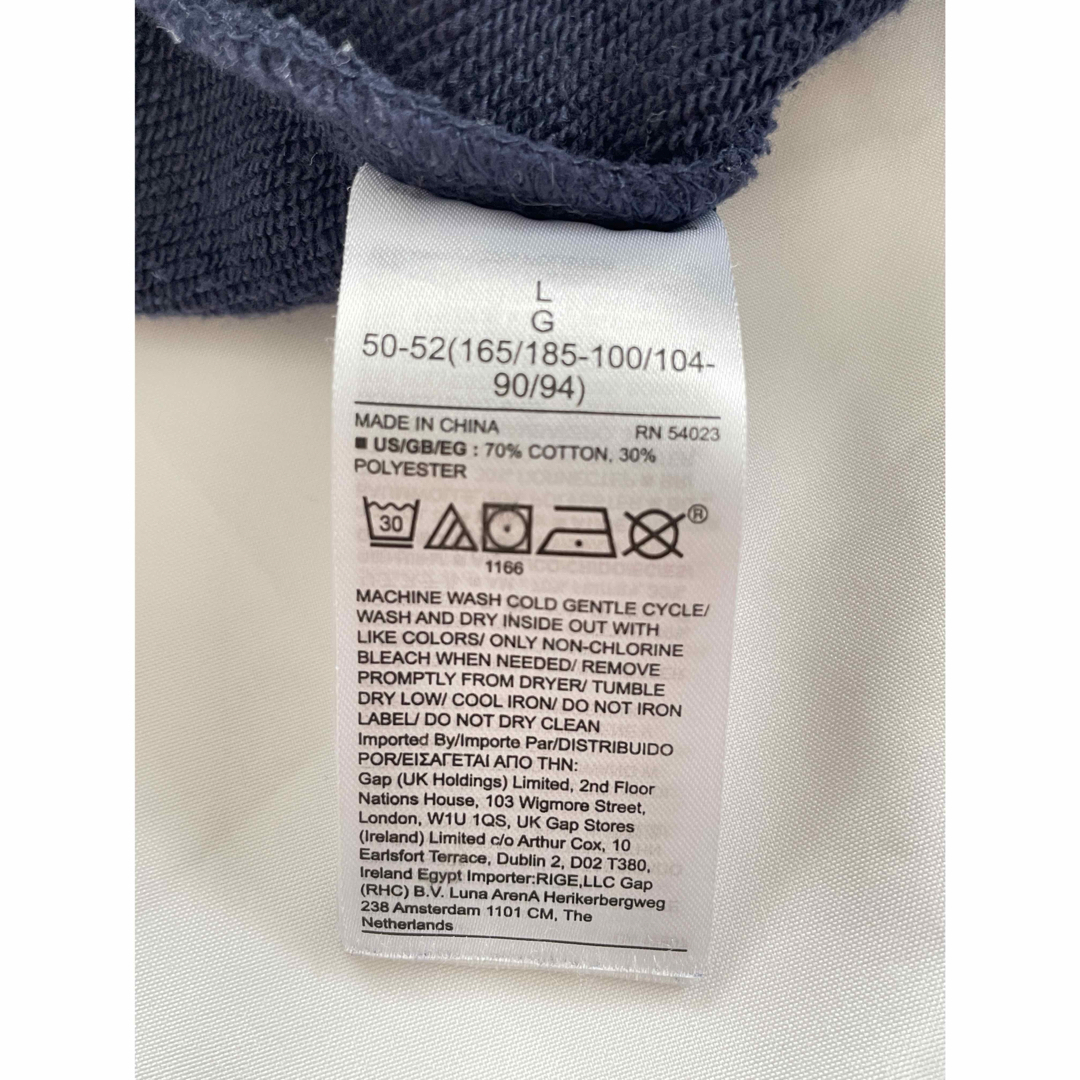 L
G
50-52(165/185-100/104-
90/94)
MADE IN CHINA RN 54023
■ US/GB/EG : 70% COTTON, 30%
POLYESTER
30 ®
1166
MACHINE WASH COLD GENTLE CYCLE/
WASH AND DRY INSIDE OUT WITH
LIKE COLORS/ ONLY NON-CHLORINE
BLEACH WHEN NEEDED/ REMOVE
PROMPTLY FROM DRYER/ TUMBLE
DRY LOW/ COOL IRON/ DO NOT IRON
LABEL/ DO NOT DRY CLEAN
Imported By/Importe Par/DISTRIBUIDO
POR/ΕΙΣΑΓΕΤΑΙ ΑΠΟ ΤΗΝ:
Gap (UK Holdings) Limited, 2nd Floor
Nations House, 103 Wigmore Street,
London, W1U 1QS, UK Gap Stores
(Ireland) Limited c/o Arthur Cox, 10
Earlsfort Terrace, Dublin 2, D02 T380,
Ireland Egypt Importer:RIGE,LLC Gap
(RHC) B.V. Luna ArenA Herikerbergweg
238 Amsterdam 1101 CM, The
Netherlands